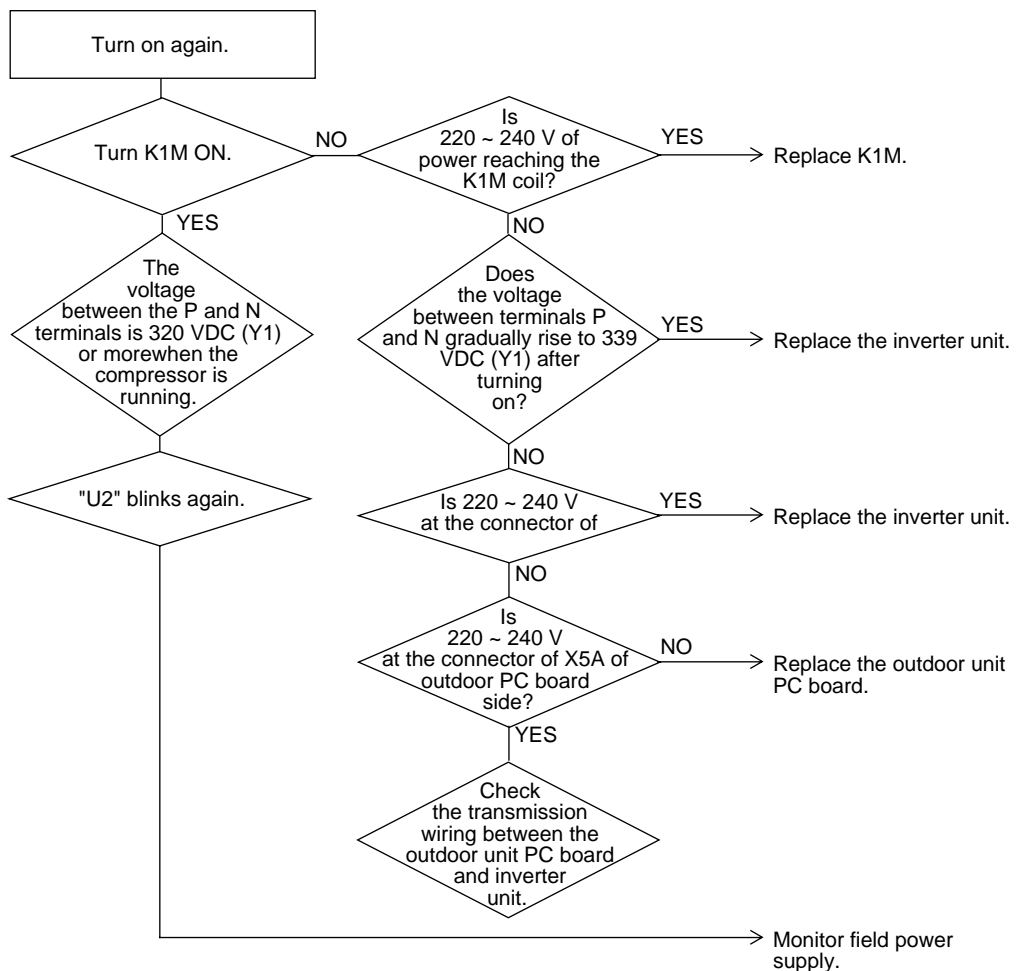 Turn on again.
Turn K1M ON.
NO
Is
220 ~ 240 V of
power reaching the
K1M coil?
YES
Replace K1M.
YES
NO
The
voltage
between the P and N
terminals is 320 VDC (Y1)
or morewhen the
compressor is
running.
Does
the voltage
between terminals P
and N gradually rise to 339
VDC (Y1) after
turning
on?
YES
Replace the inverter unit.
NO
"U2" blinks again.
Is 220 ~ 240 V
at the connector of
YES
Replace the inverter unit.
NO
Is
220 ~ 240 V
at the connector of X5A of
outdoor PC board
side?
NO
Replace the outdoor unit
PC board.
YES
Check
the transmission
wiring between the
outdoor unit PC board
and inverter
unit.
Monitor field power
supply.